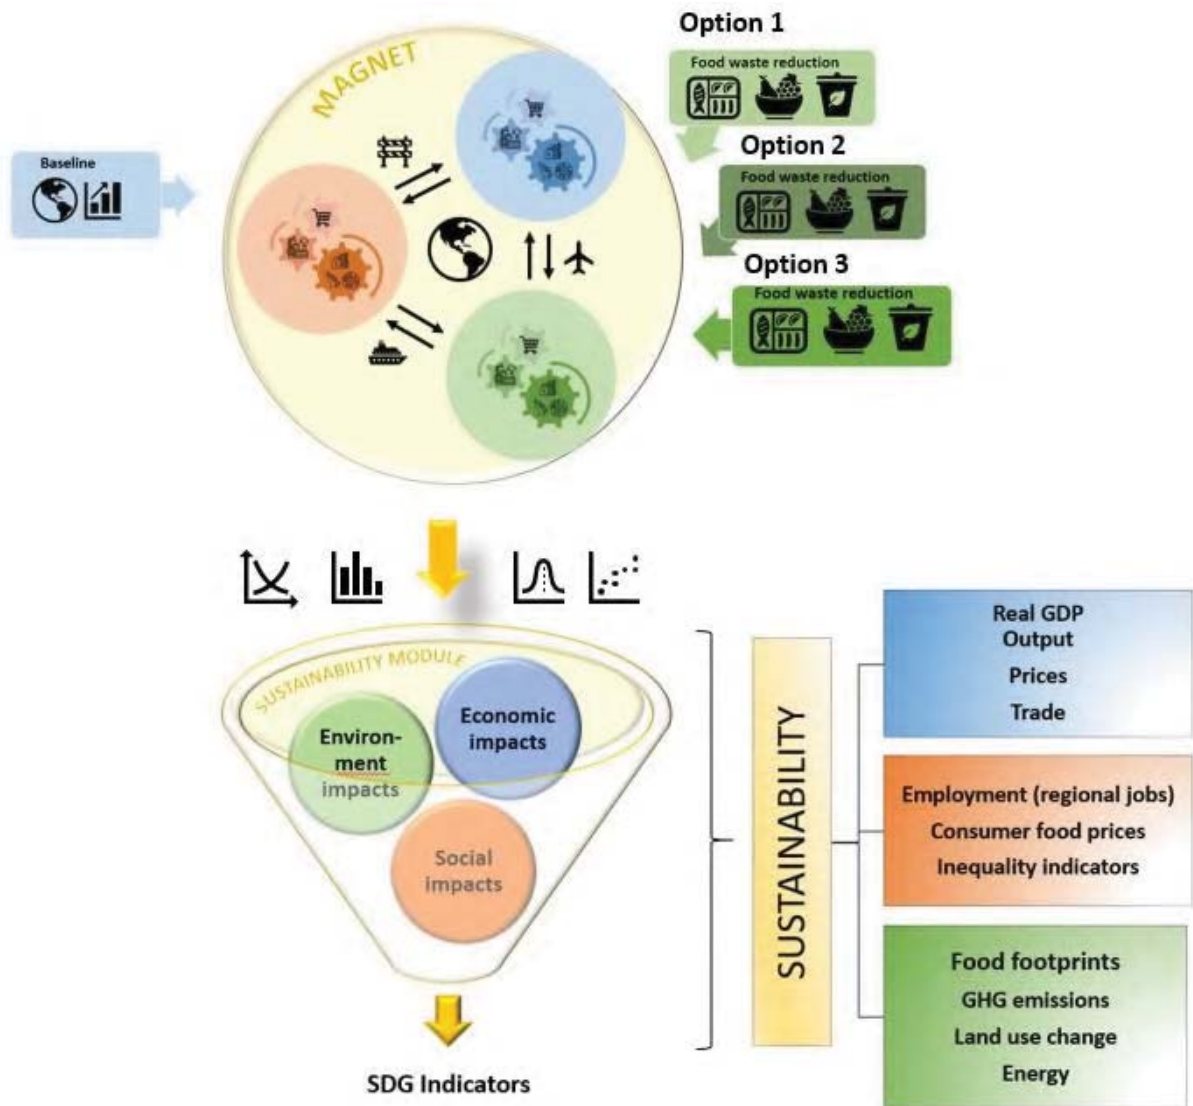 MAGNET
Baseline
Option 1
Food waste reduction
Option 2
Food waste reduction
Option 3
Food waste reduction
SUSTAINABILITY MODULE
Environ-
ment
impacts
Economic
impacts
Social
impacts
SDG Indicators
SUSTAINABILITY
Real GDP
Output
Prices
Trade
Employment (regional jobs)
Consumer food prices
Inequality indicators
Food footprints
GHG emissions
Land use change
Energy